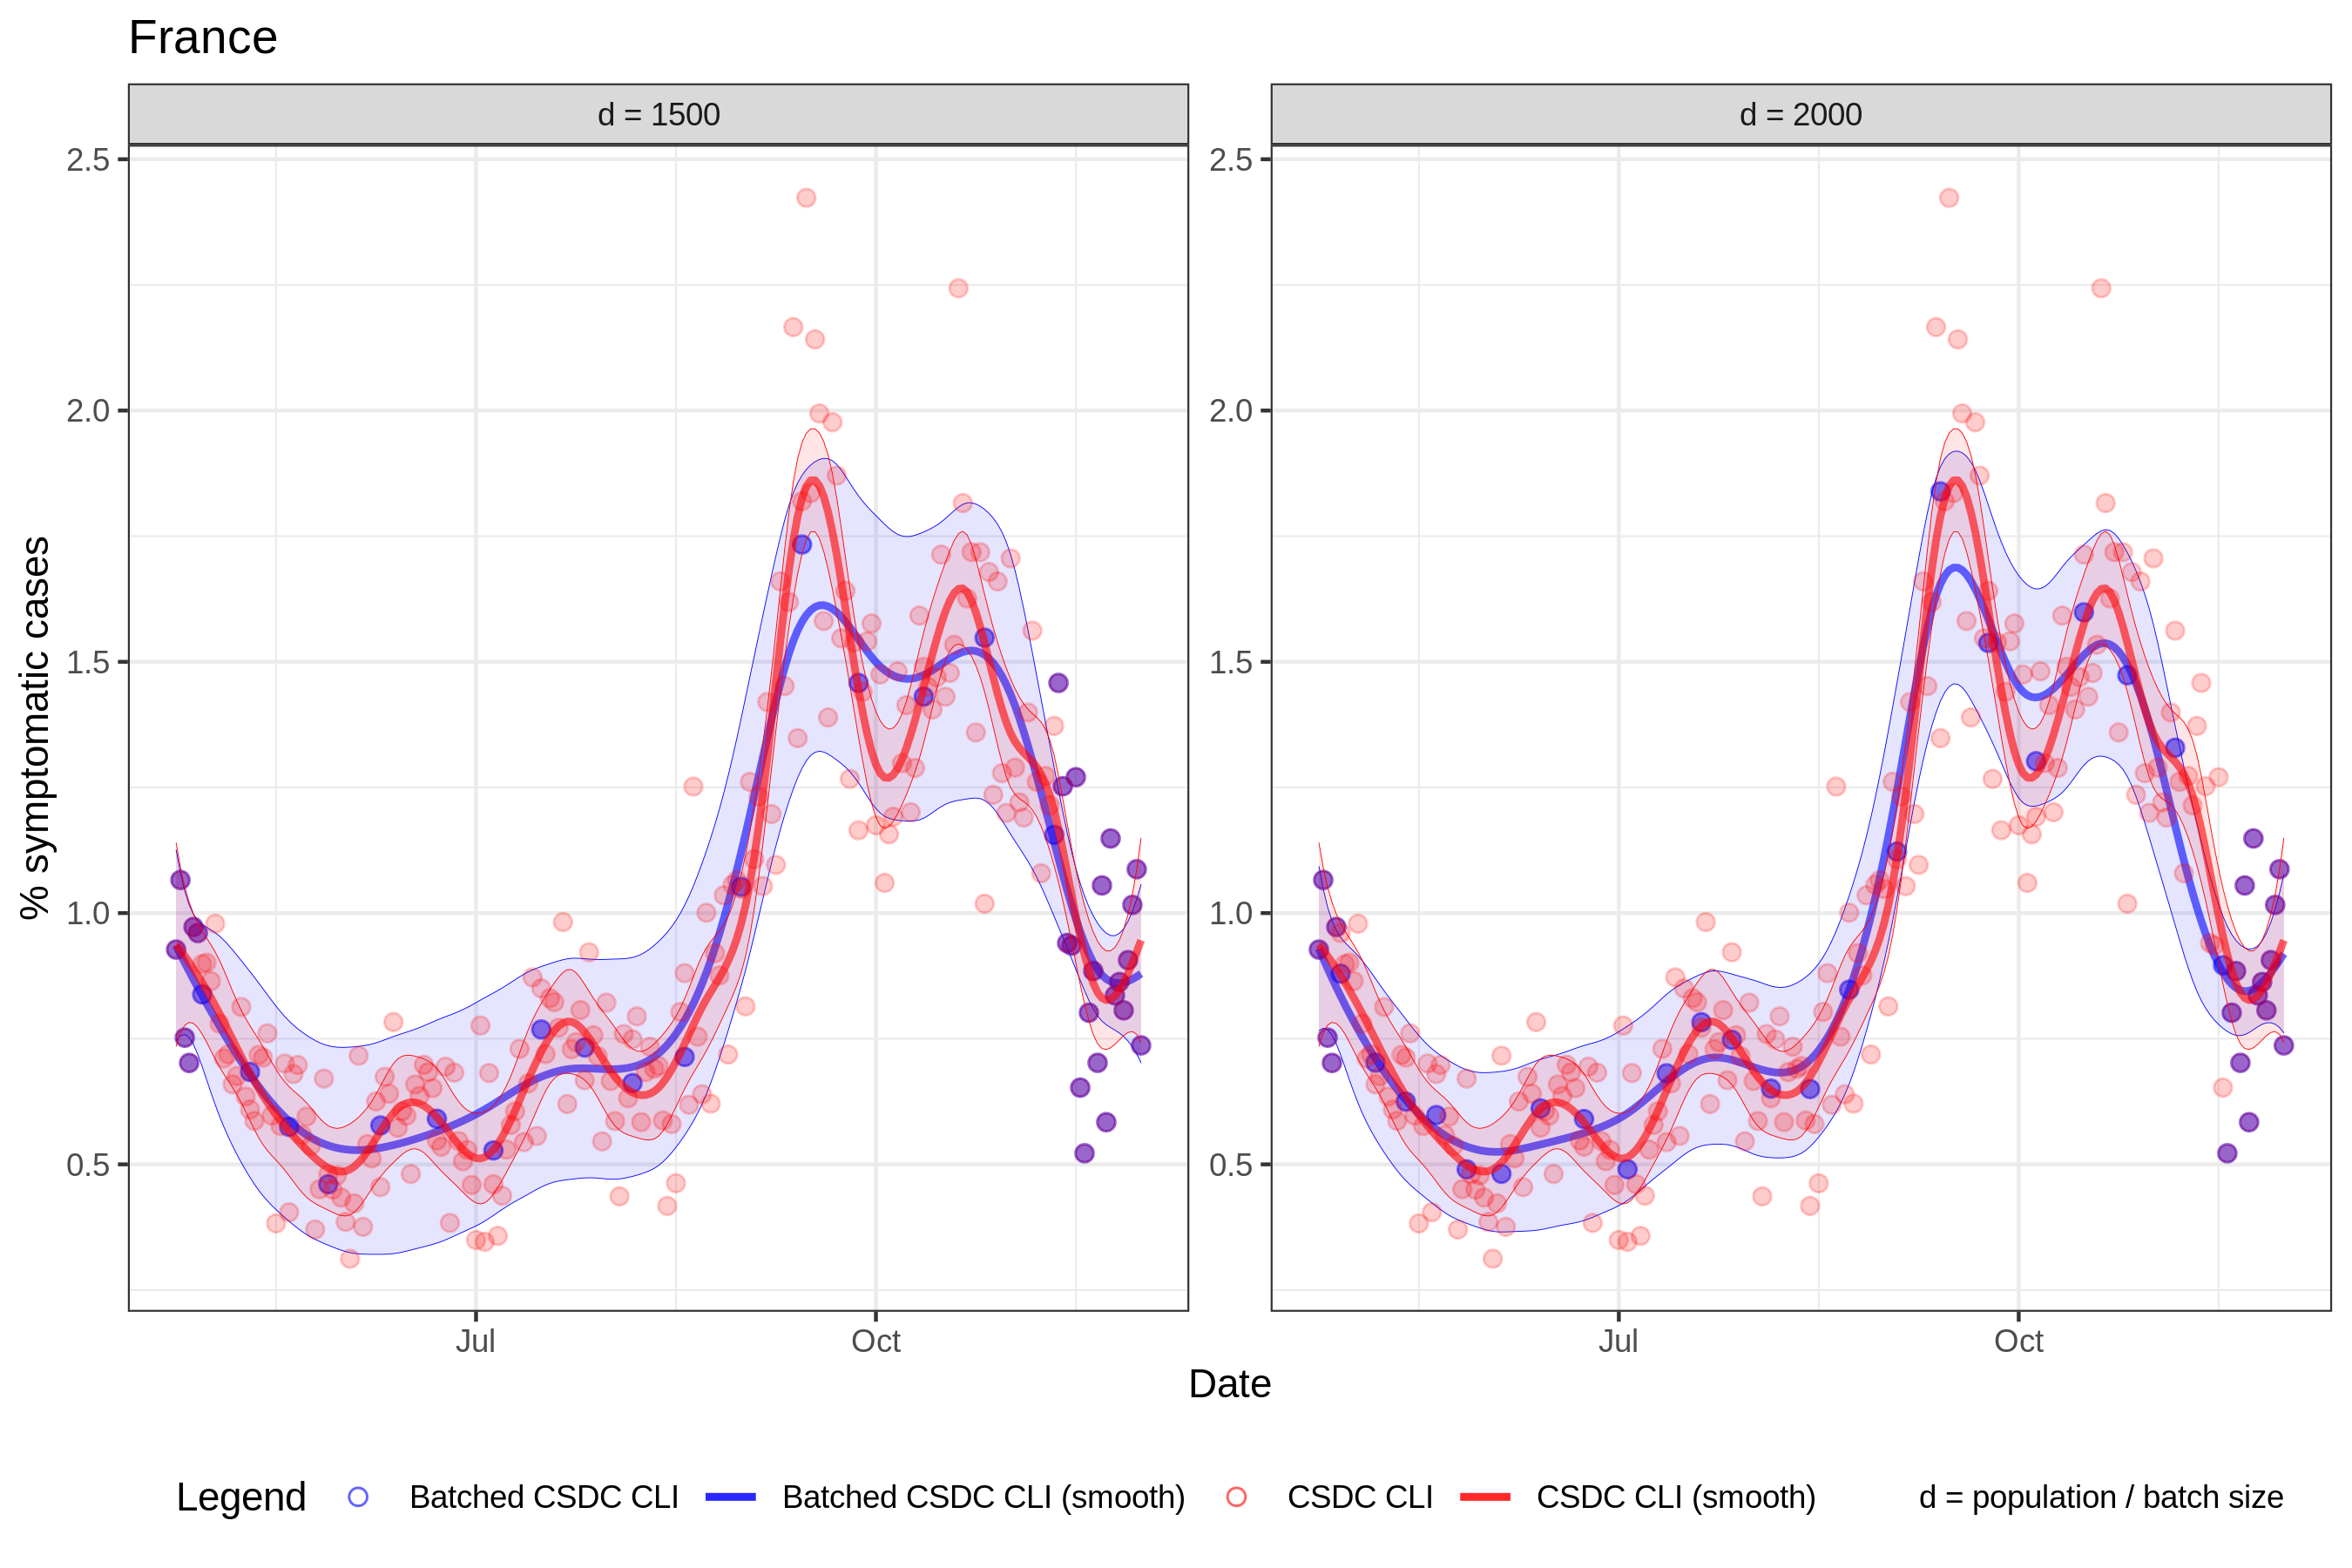 France
d = 1500
d = 2000
% symptomatic cases
2.5
2.0
1.5
1.0
0.5
2.5
2.0
1.5
1.0
0.5
Jul
Oct
Jul
Oct
Date
Legend
Batched CSDC CLI
Batched CSDC CLI (smooth)
CSDC CLI
CSDC CLI (smooth)
d = population / batch size